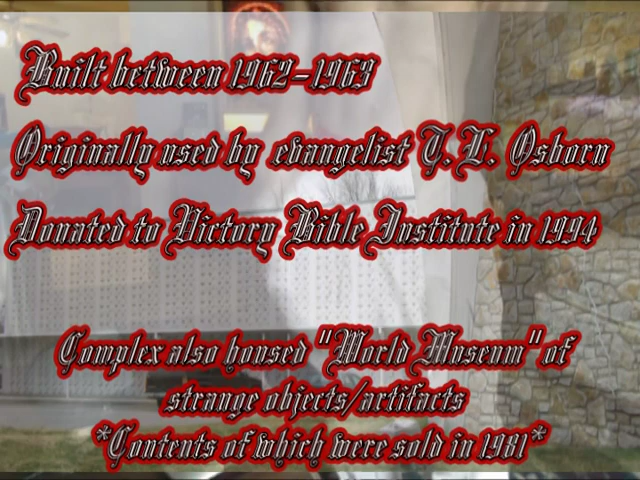 Built between 1962-1963
Originally used by evangelist T. L. Osborn
Donated to Victory Bible Institute in 1994
Complex also housed "World Museum" of
strange objects/artifacts
*Contents of which were sold in 1981*